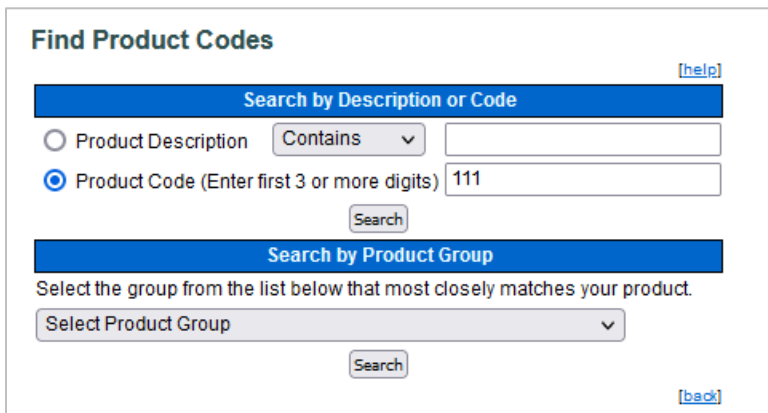 Find Product Codes
[help]
Search by Description or Code
Product Description Contains
Product Code (Enter first 3 or more digits) 111
Search
Search by Product Group
Select the group from the list below that most closely matches your product.
Select Product Group
Search
[back]